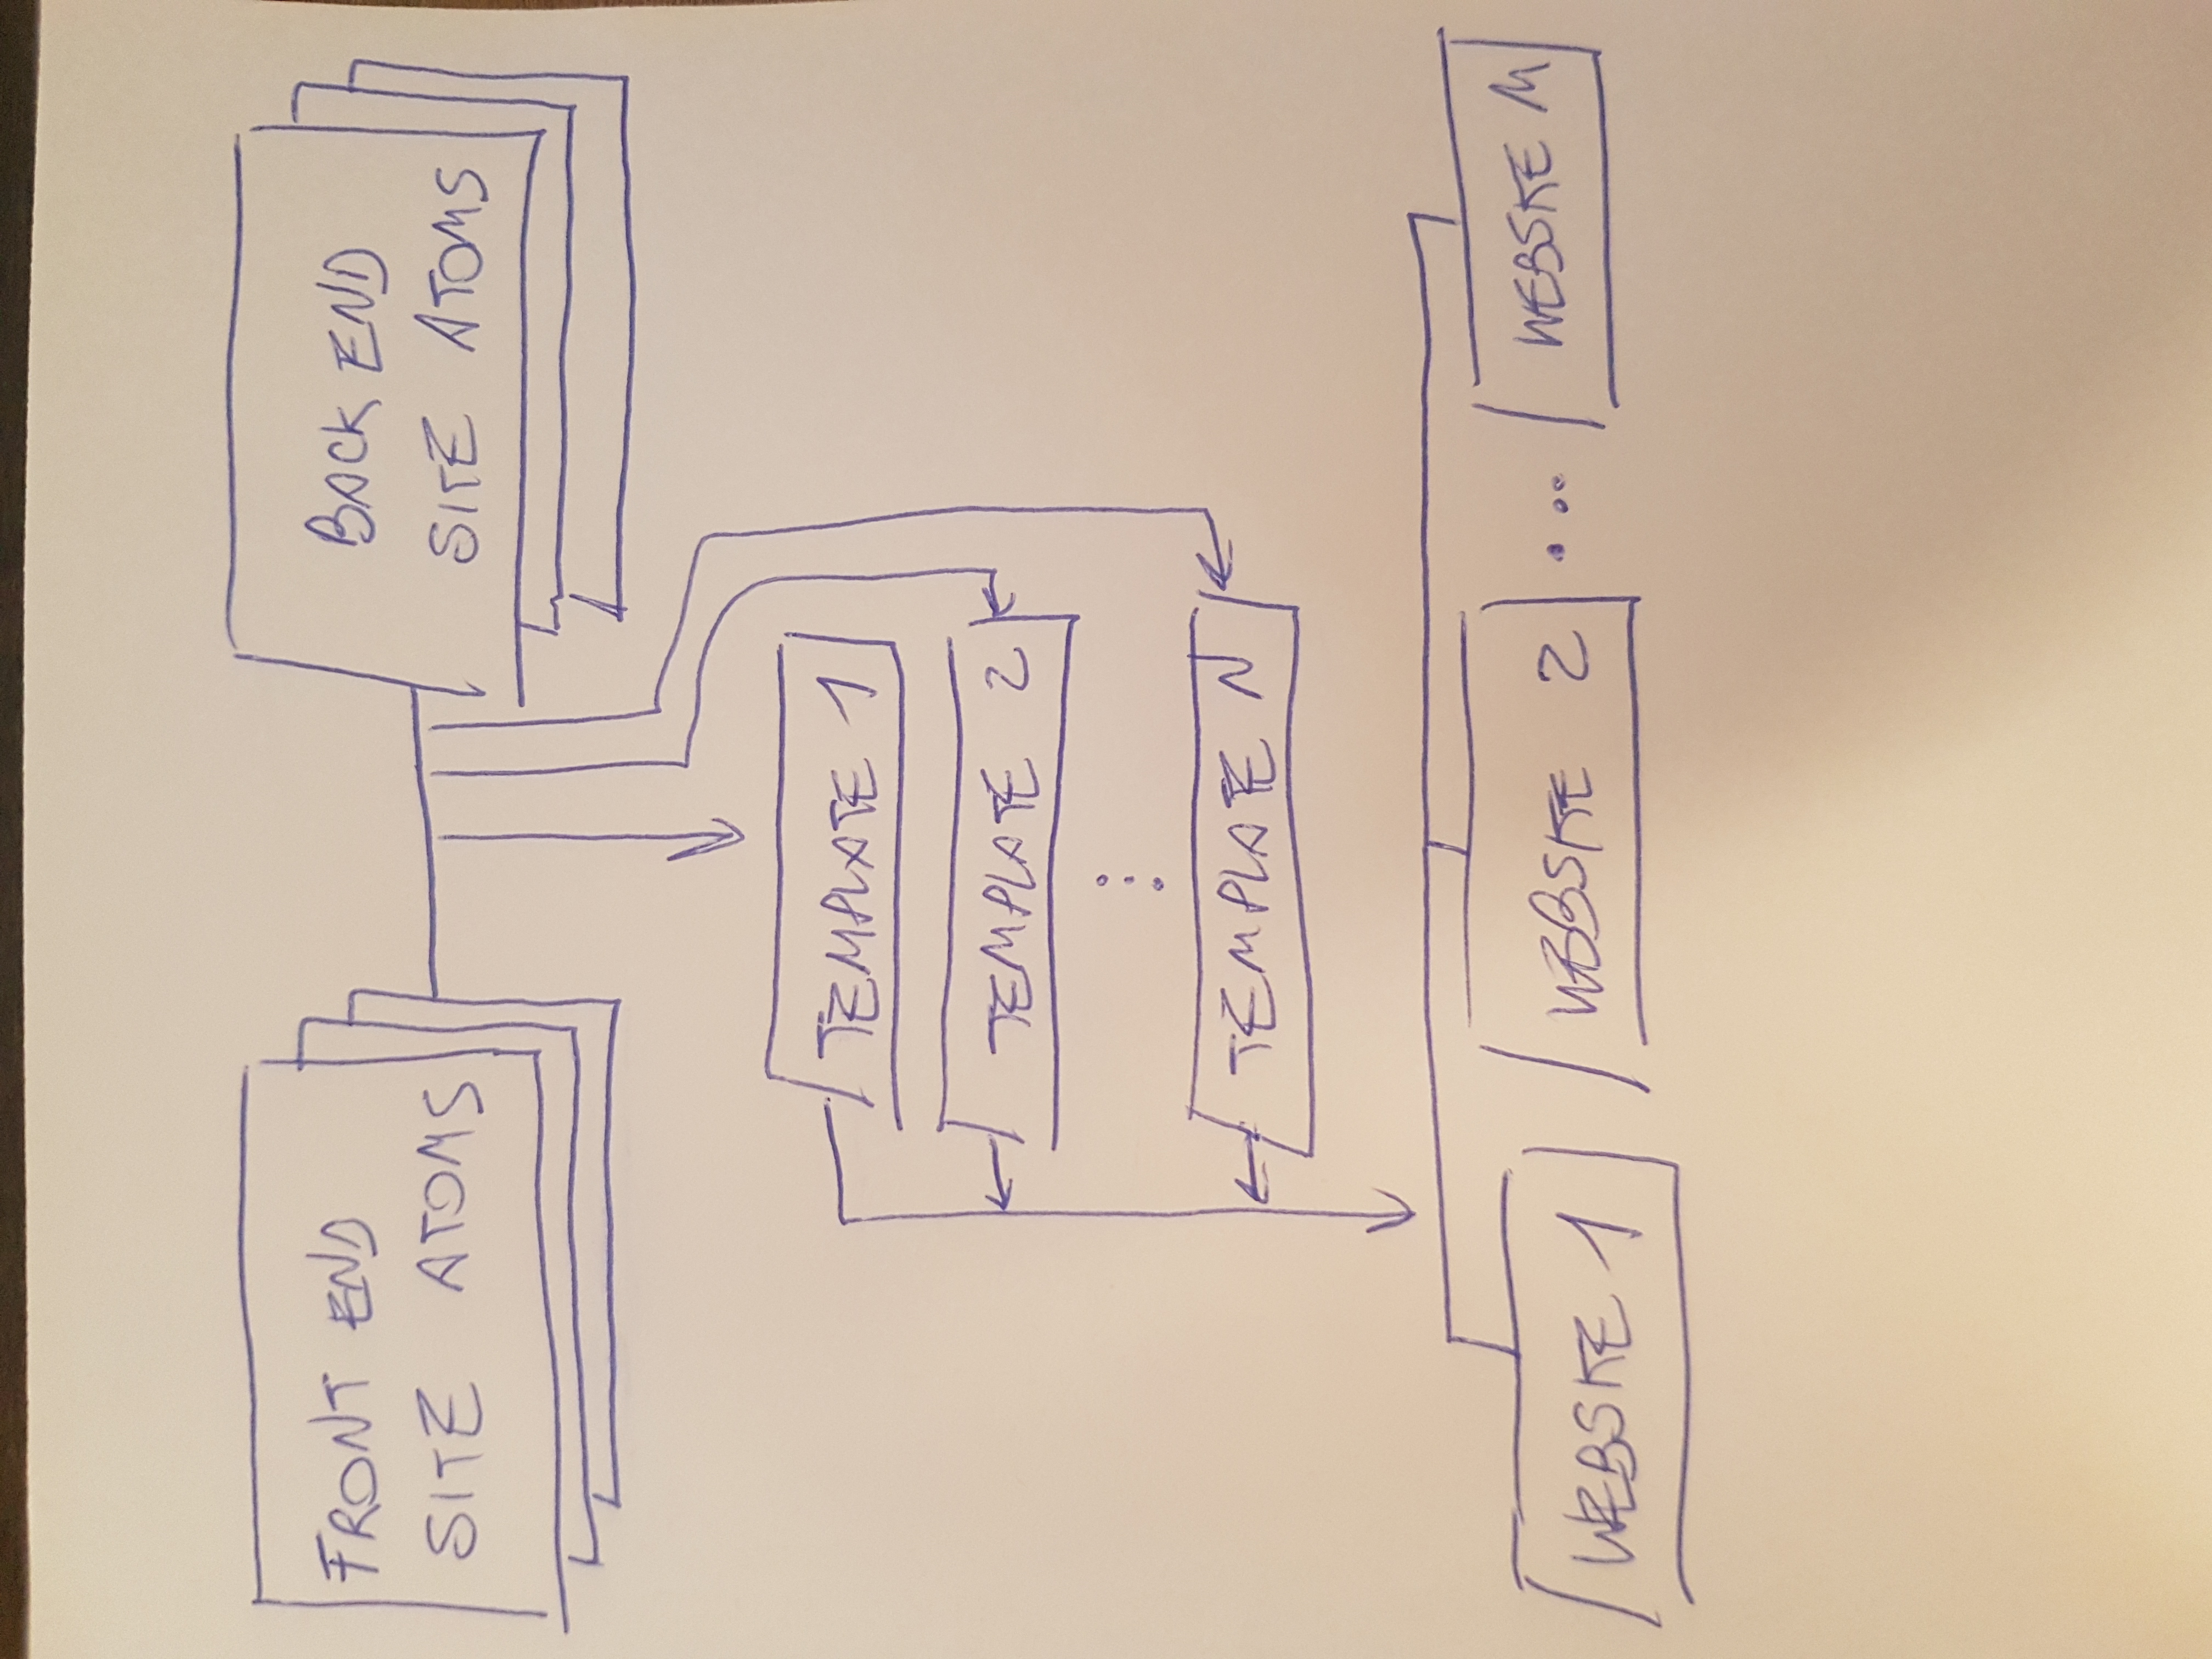 FRONT END
SITE ATOMS
BACK END
SITE ATOMS
TEMPLATE 1
TEMPLATE 2
TEMPLATE N
WEBSITE 1
WEBSITE 2
WEBSITE M